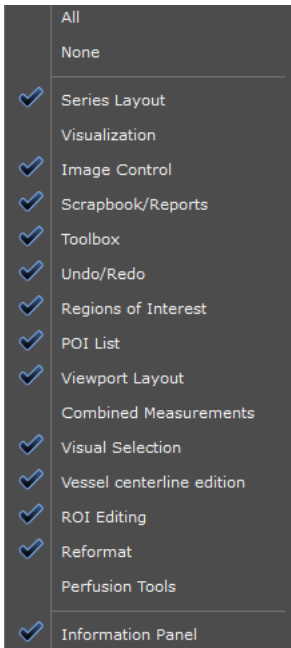 All
None
Series Layout
Visualization
Image Control
Scrapbook/Reports
Toolbox
Undo/Redo
Regions of Interest
POI List
Viewport Layout
Combined Measurements
Visual Selection
Vessel centerline edition
ROI Editing
Reformat
Perfusion Tools
Information Panel